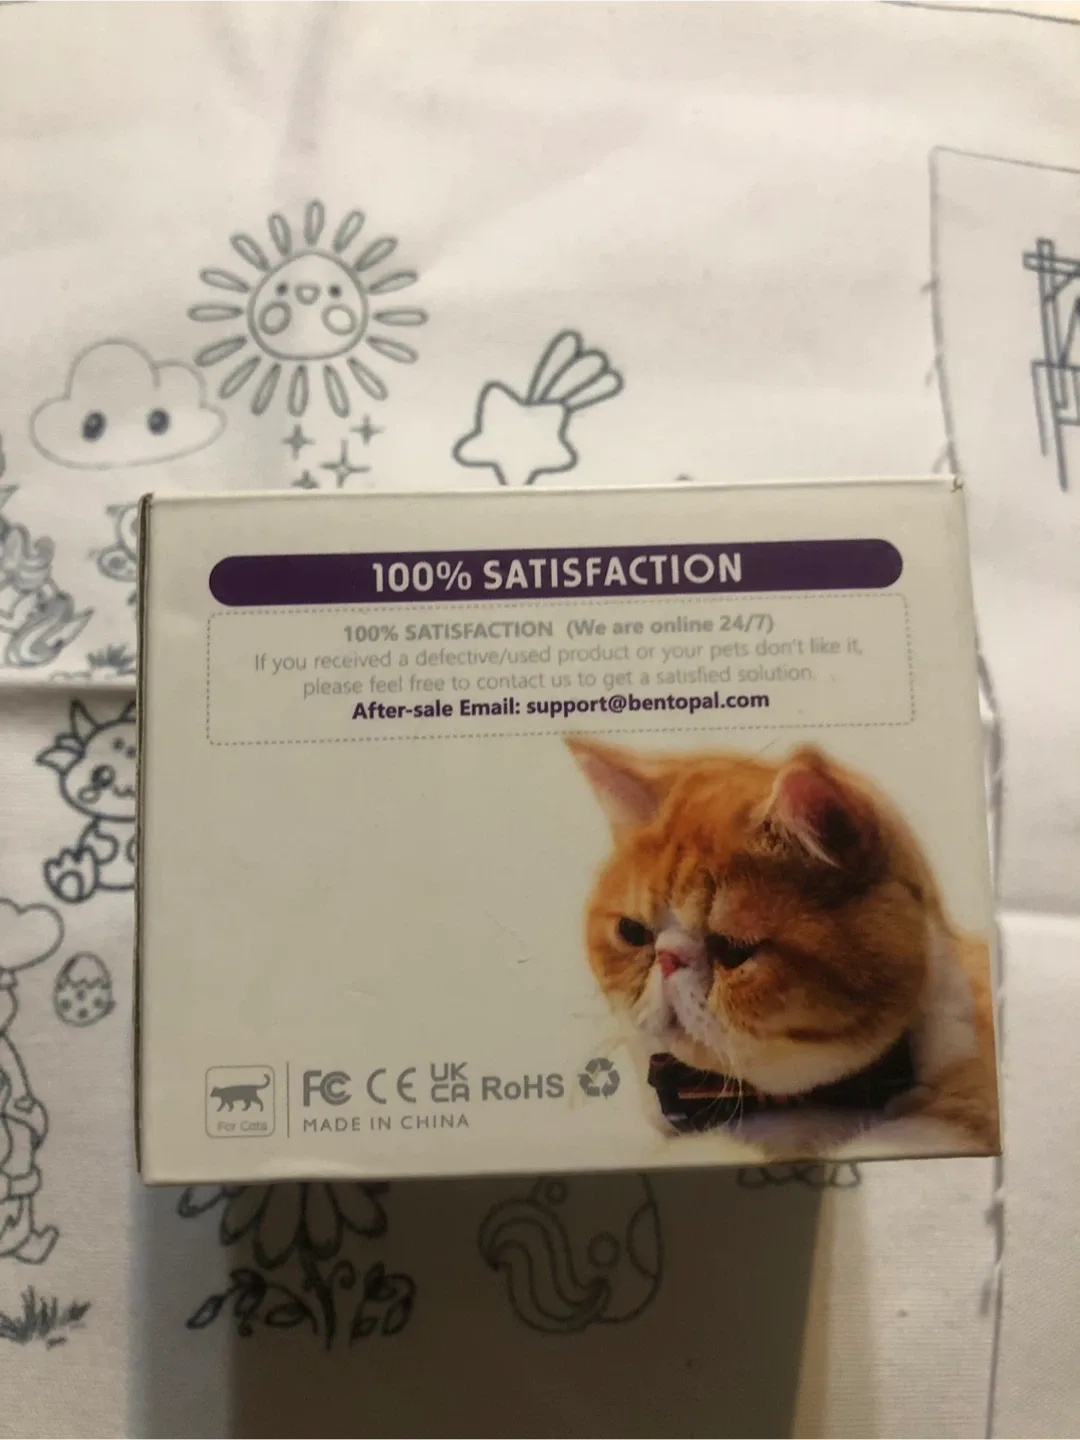 100% SATISFACTION
100% SATISFACTION (We are online 24/7)
If you received a defective/used product or your pets don't like it,
please feel free to contact us to get a satisfied solution.
After-sale Email: support@bentopal.com
For Cats
FC CE UK CA RoHS
MADE IN CHINA